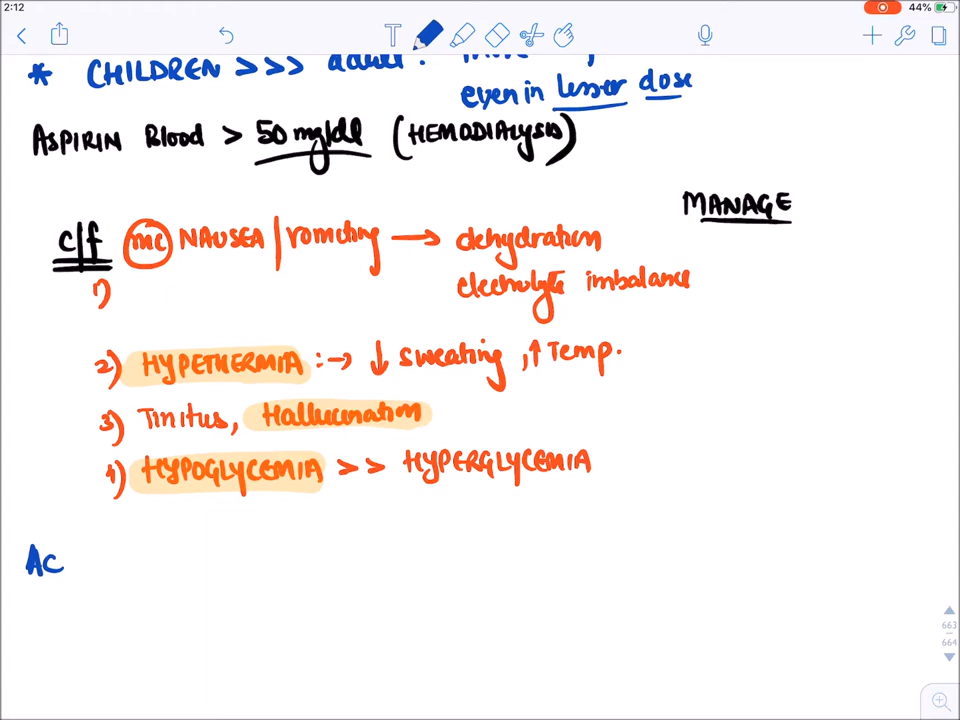 2:12
44%
* CHILDREN >>> adult :
even in lesser dose
ASPIRIN Blood > 50 mg/dl (HEMODIALYSIS)
MANAGE
c/f mc NAUSEA / vomiting → dehydration
1) electrolyte imbalance
2) HYPETHERMIA :→ ↓ sweating, ↑ Temp.
3) Tinitus, Hallucination
4) HYPOGLYCEMIA >> HYPERGLYCEMIA
AC
663
664